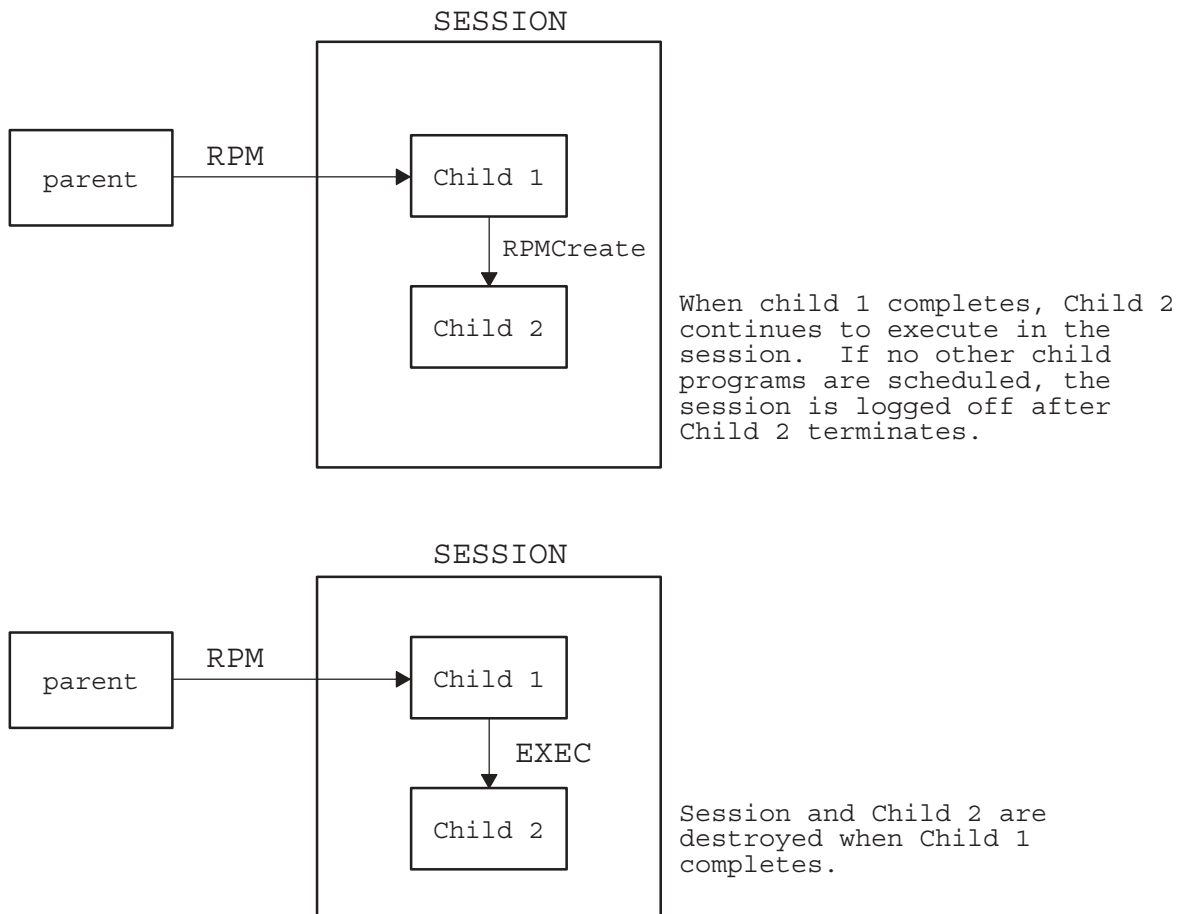 SESSION
parent
RPM
Child 1
RPMCreate
Child 2
When child 1 completes, Child 2
continues to execute in the
session.  If no other child
programs are scheduled, the
session is logged off after
Child 2 terminates.
SESSION
parent
RPM
Child 1
EXEC
Child 2
Session and Child 2 are
destroyed when Child 1
completes.